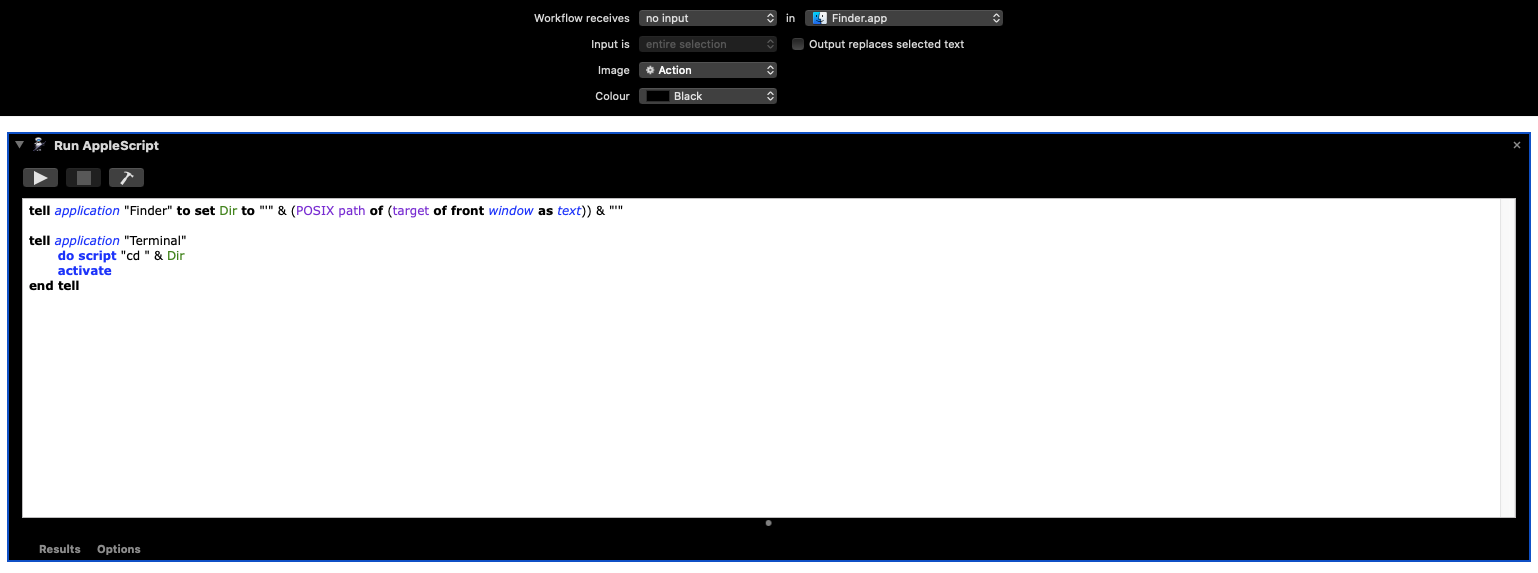 Workflow receives no input in Finder.app
Input is entire selection Output replaces selected text
Image Action
Colour Black
Run AppleScript
tell application "Finder" to set Dir to "'" & (POSIX path of (target of front window as text)) & "'"
tell application "Terminal"
do script "cd " & Dir
activate
end tell
Results Options